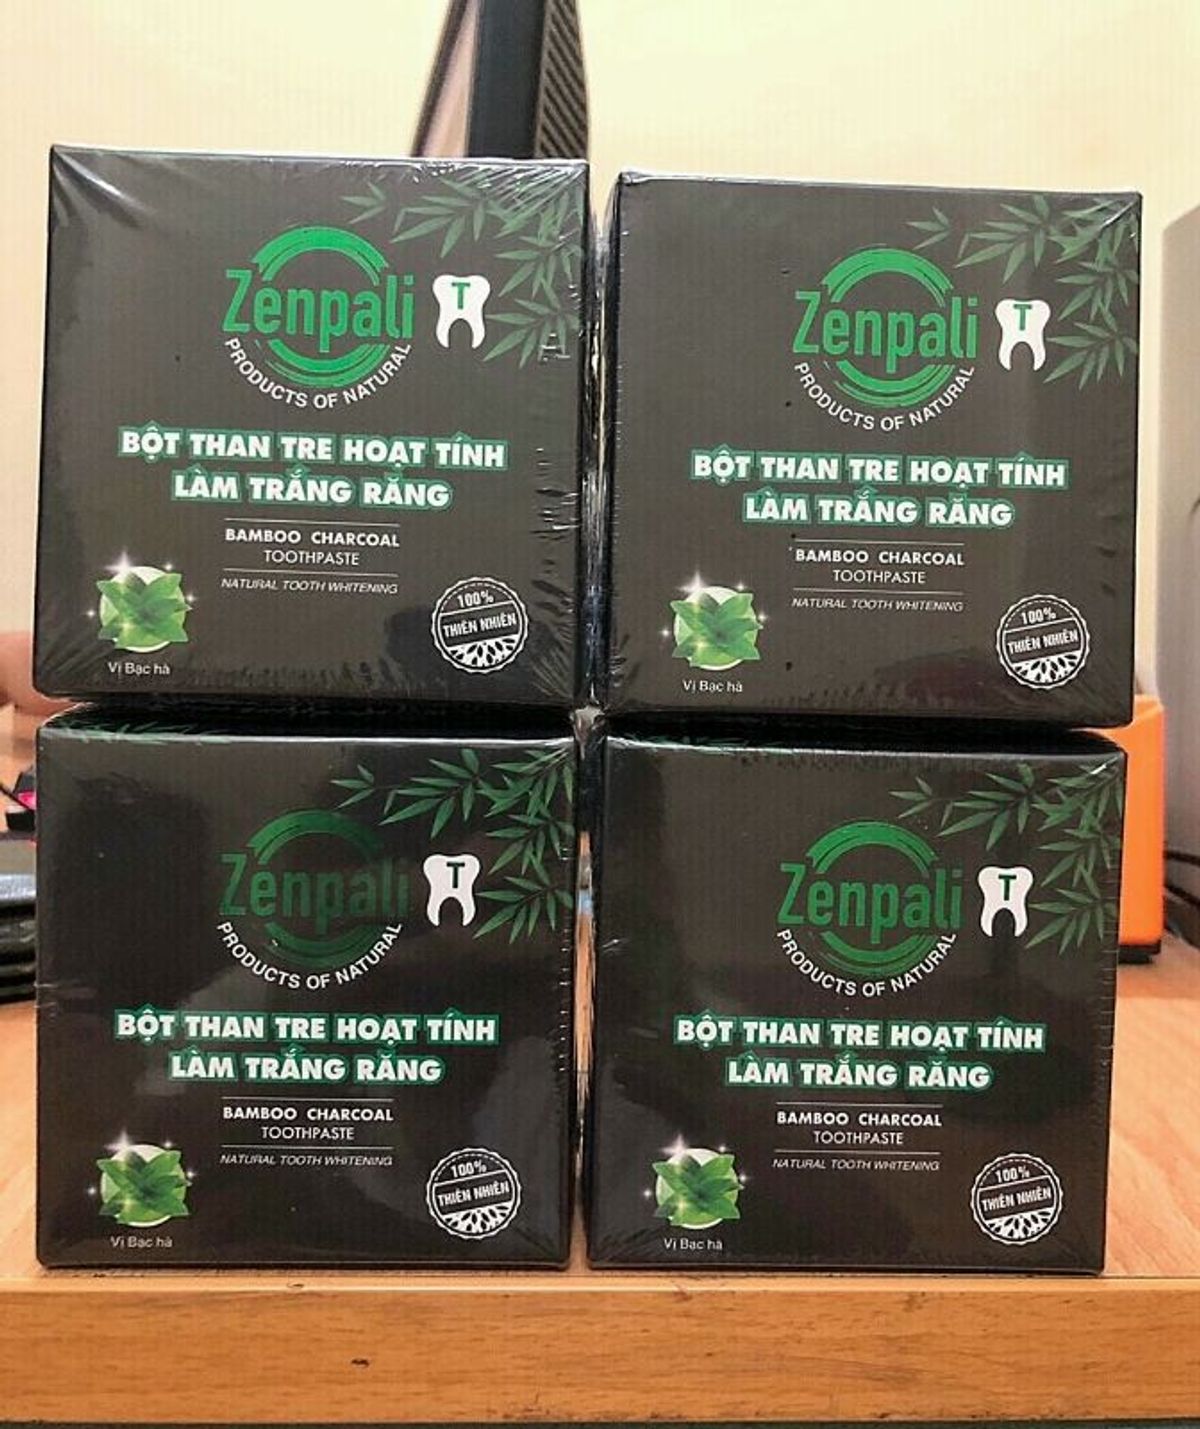 Zenpali T
PRODUCTS OF NATURAL
BỘT THAN TRE HOẠT TÍNH
LÀM TRẮNG RĂNG
BAMBOO CHARCOAL
TOOTHPASTE
NATURAL TOOTH WHITENING
100%
THIÊN NHIÊN
Vị Bạc hà
Zenpali T
PRODUCTS OF NATURAL
BỘT THAN TRE HOẠT TÍNH
LÀM TRẮNG RĂNG
BAMBOO CHARCOAL
TOOTHPASTE
NATURAL TOOTH WHITENING
100%
THIÊN NHIÊN
Vị Bạc hà
Zenpali T
PRODUCTS OF NATURAL
BỘT THAN TRE HOẠT TÍNH
LÀM TRẮNG RĂNG
BAMBOO CHARCOAL
TOOTHPASTE
NATURAL TOOTH WHITENING
100%
THIÊN NHIÊN
Vị Bạc hà
Zenpali T
PRODUCTS OF NATURAL
BỘT THAN TRE HOẠT TÍNH
LÀM TRẮNG RĂNG
BAMBOO CHARCOAL
TOOTHPASTE
NATURAL TOOTH WHITENING
100%
THIÊN NHIÊN
Vị Bạc hà